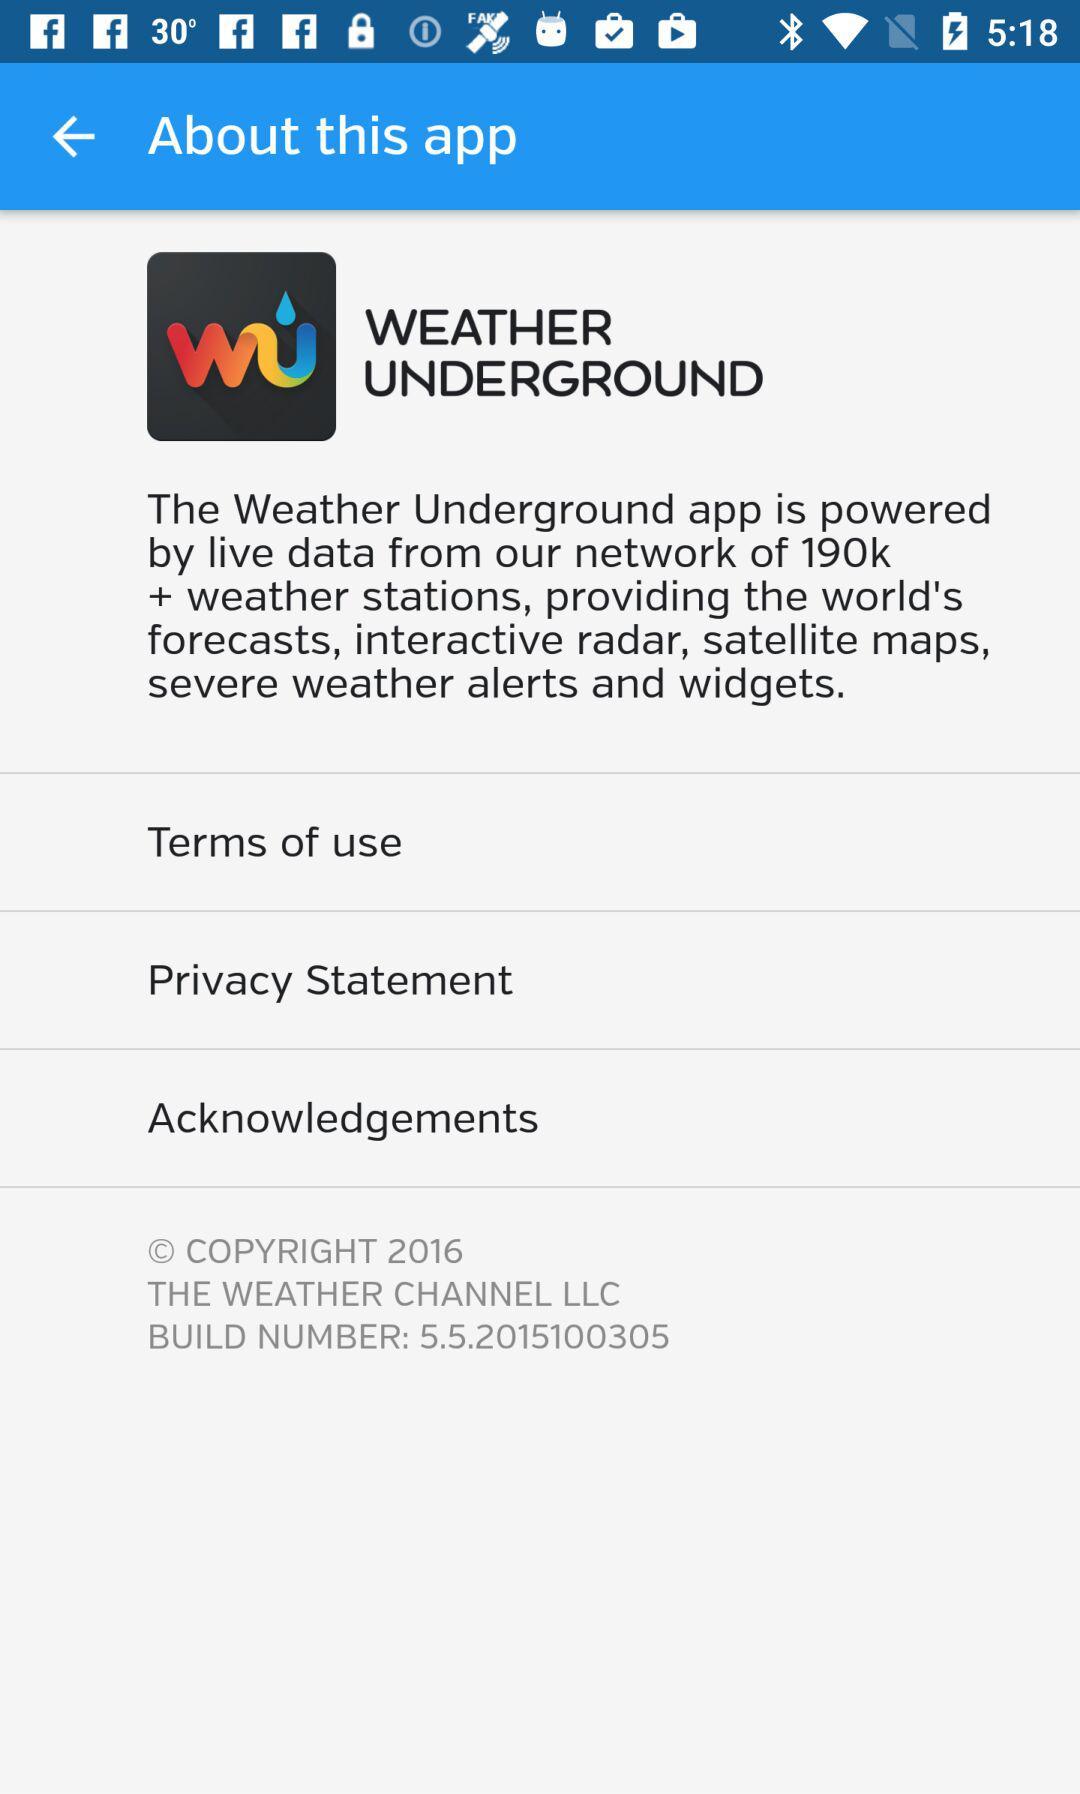 30° FAKE 5:18
About this app
WU WEATHER
UNDERGROUND
The Weather Underground app is powered
by live data from our network of 190k
+ weather stations, providing the world's
forecasts, interactive radar, satellite maps,
severe weather alerts and widgets.
Terms of use
Privacy Statement
Acknowledgements
© COPYRIGHT 2016
THE WEATHER CHANNEL LLC
BUILD NUMBER: 5.5.2015100305